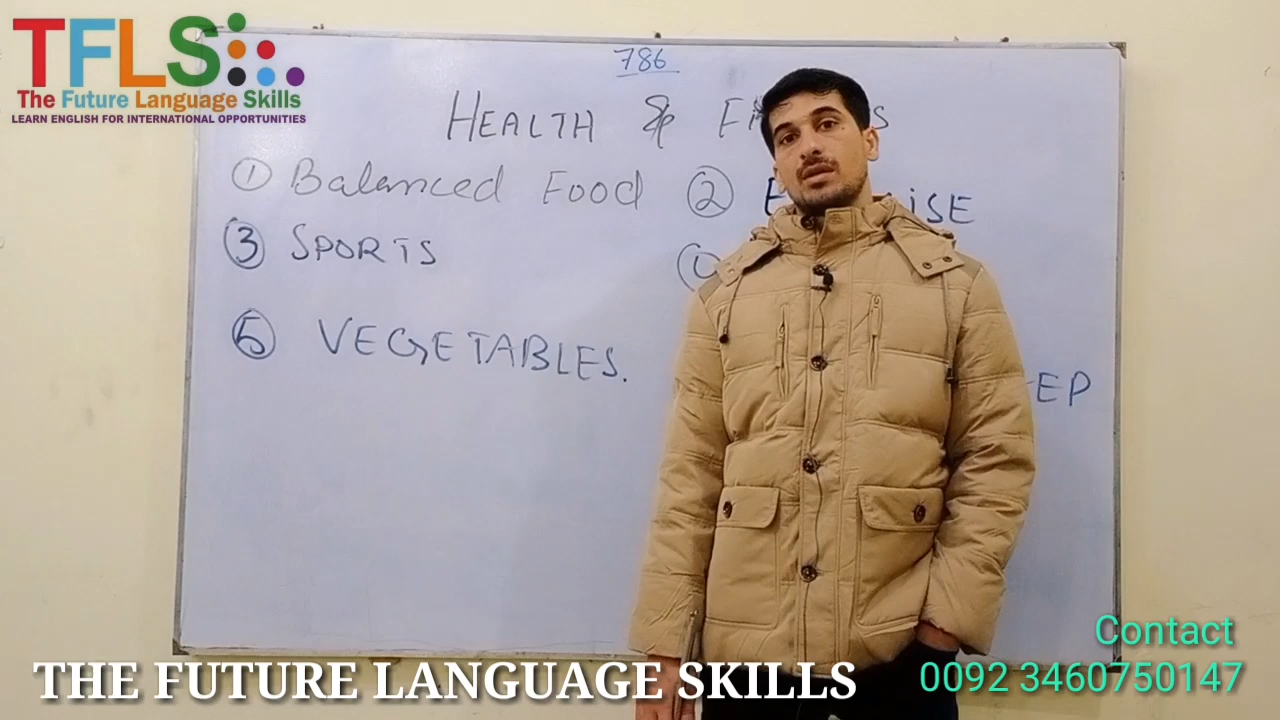 TFLS
The Future Language Skills
LEARN ENGLISH FOR INTERNATIONAL OPPORTUNITIES
786
HEALTH &
① Balanced Food ②
③ SPORTS
⑤ VEGETABLES.
Contact
THE FUTURE LANGUAGE SKILLS 0092 3460750147